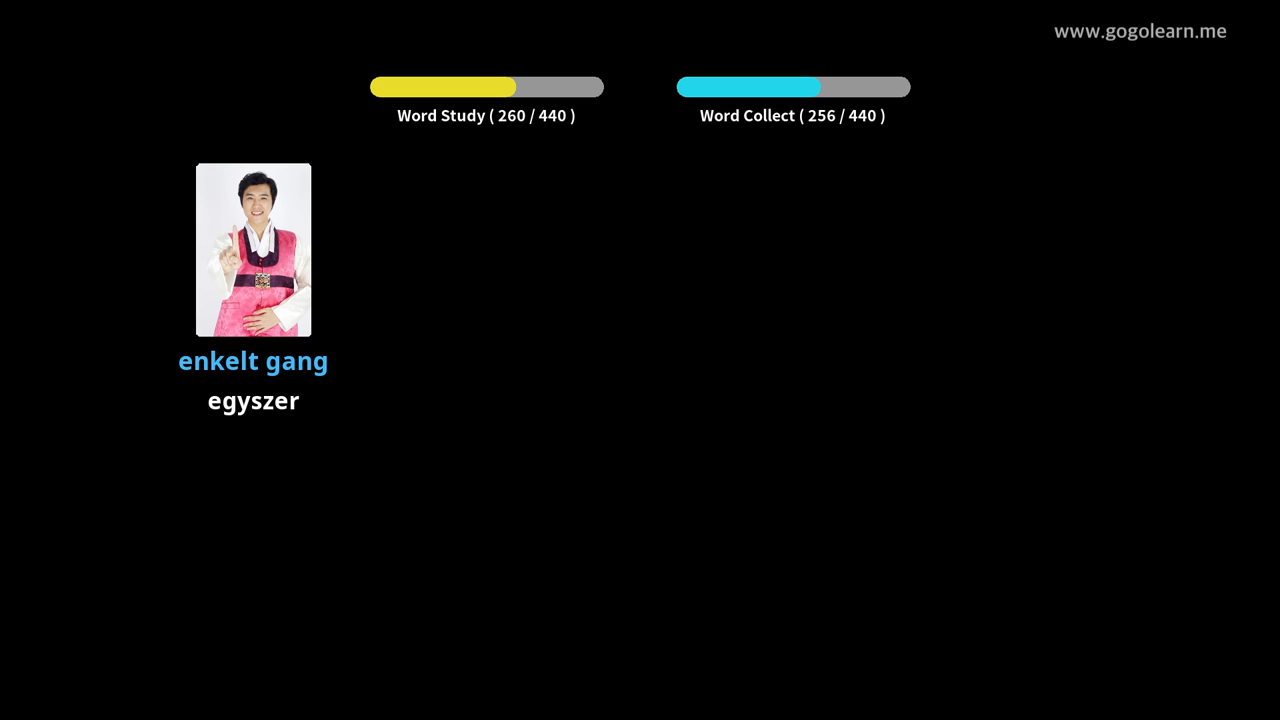 www.gogolearn.me
Word Study ( 260 / 440 )
Word Collect ( 256 / 440 )
enkelt gang
egyszer